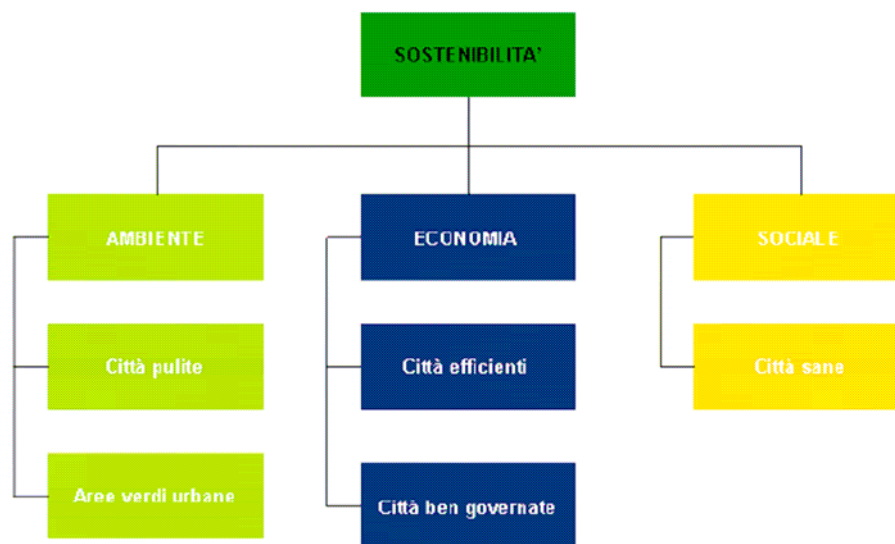 SOSTENIBILITA'
AMBIENTE
ECONOMIA
SOCIALE
Città pulite
Città efficienti
Città sane
Aree verdi urbane
Città ben governate